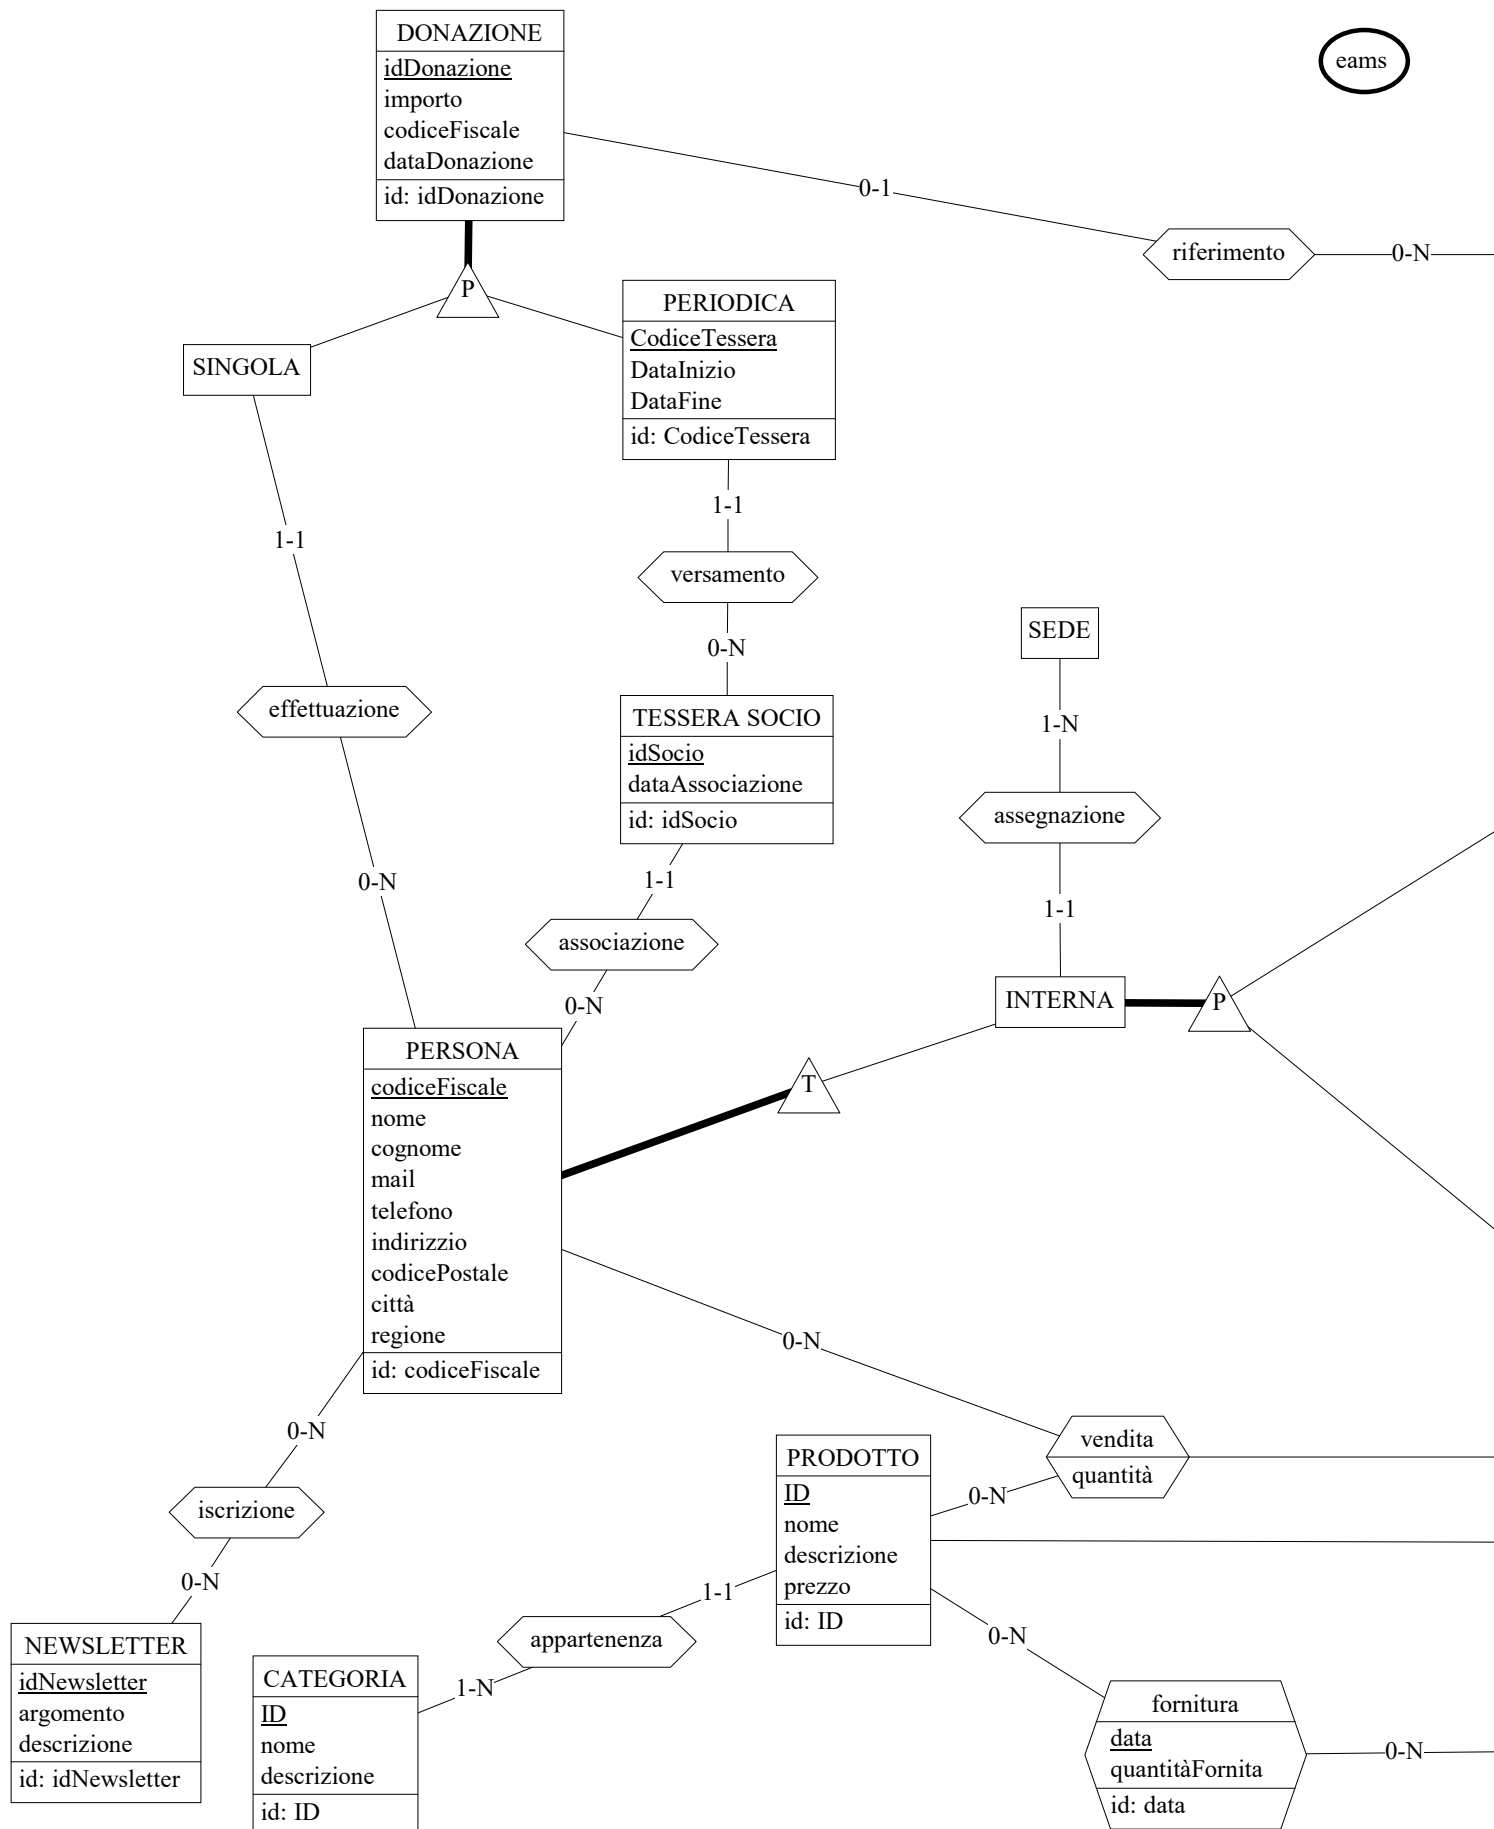 DONAZIONE
idDonazione
importo
codiceFiscale
dataDonazione
id: idDonazione
eams
0-1
riferimento
0-N
P
PERIODICA
CodiceTessera
DataInizio
DataFine
id: CodiceTessera
SINGOLA
1-1
1-1
versamento
0-N
SEDE
effettuazione
TESSERA SOCIO
idSocio
dataAssociazione
id: idSocio
1-N
assegnazione
0-N
1-1
1-1
associazione
0-N
INTERNA
P
PERSONA
codiceFiscale
nome
cognome
mail
telefono
indirizzio
codicePostale
città
regione
id: codiceFiscale
T
0-N
0-N
vendita
quantità
PRODOTTO
ID
nome
descrizione
prezzo
id: ID
0-N
iscrizione
0-N
1-1
appartenenza
0-N
NEWSLETTER
idNewsletter
argomento
descrizione
id: idNewsletter
CATEGORIA
ID
nome
descrizione
id: ID
1-N
fornitura
data
quantitàFornita
id: data
0-N